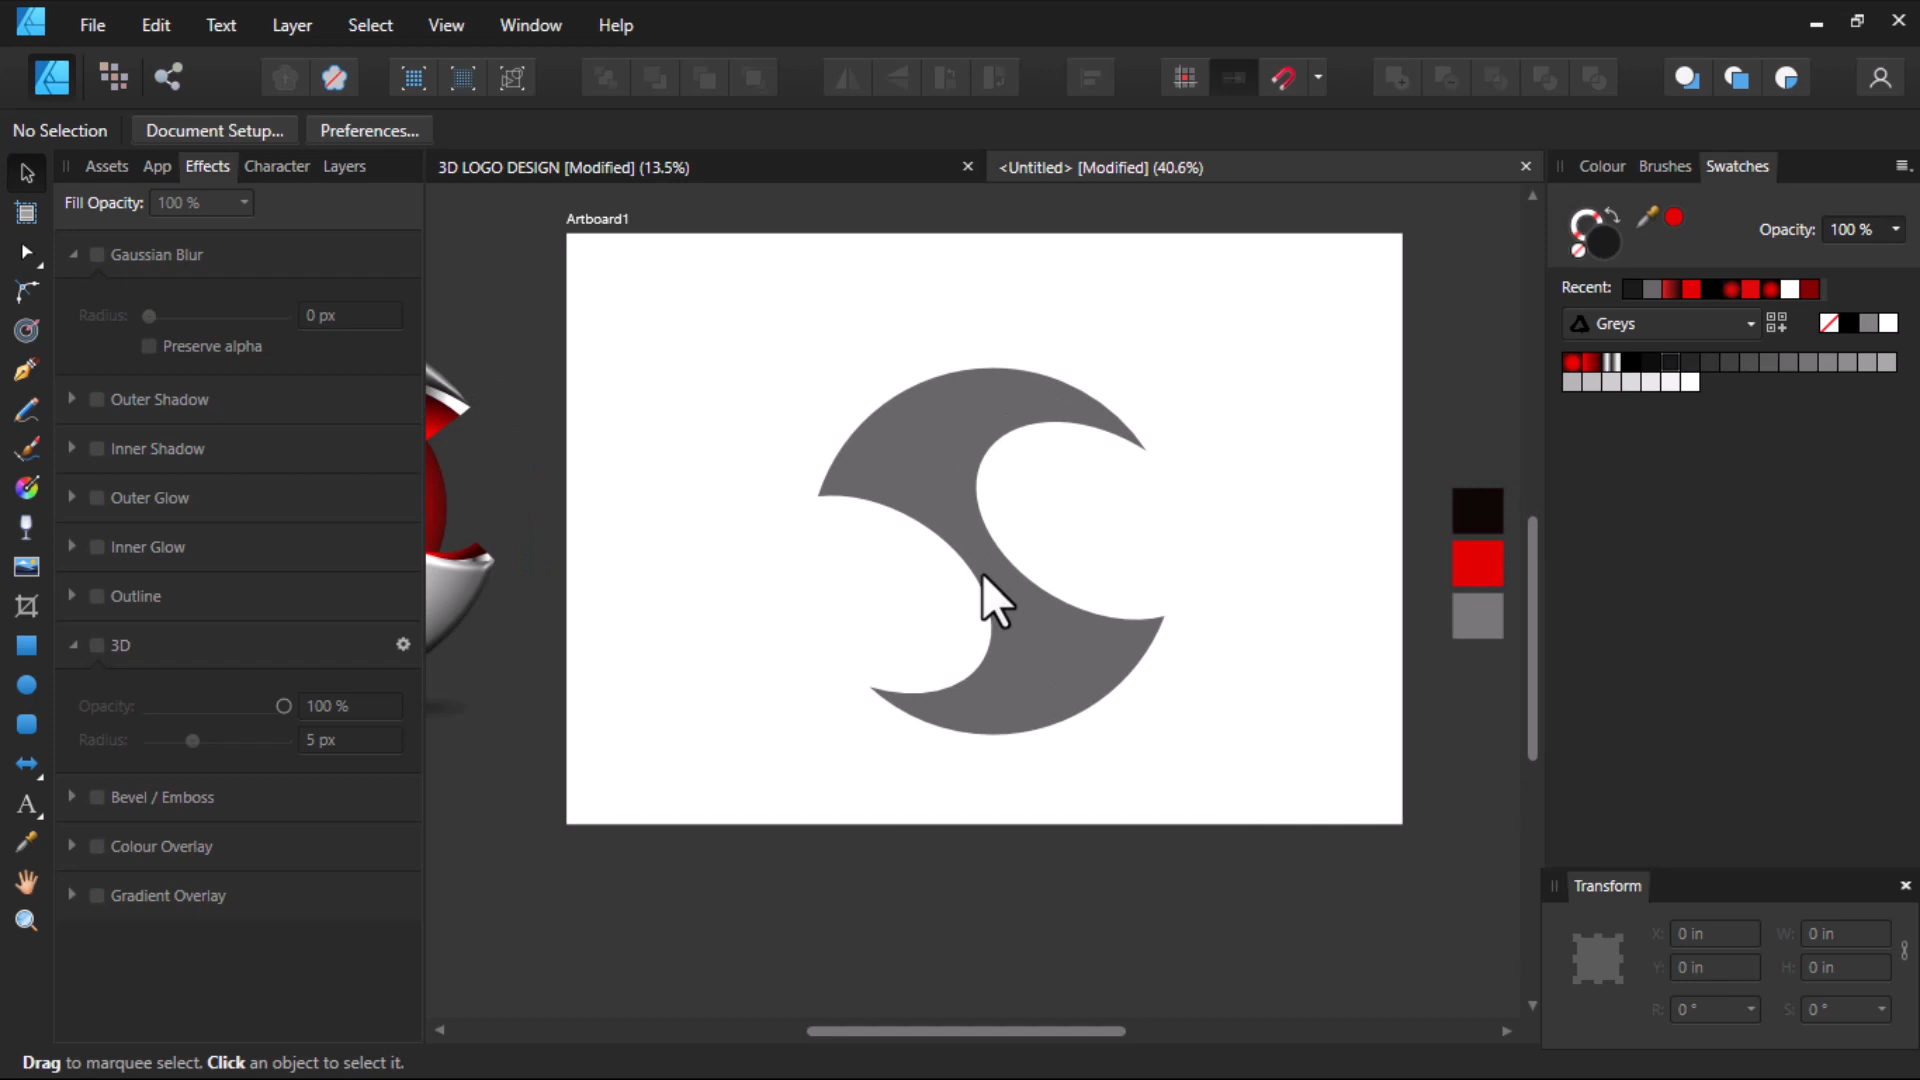 File Edit Text Layer Select View Window Help
No Selection Document Setup... Preferences...
Assets App Effects Character Layers
3D LOGO DESIGN [Modified] (13.5%)
<Untitled> [Modified] (40.6%)
Colour Brushes Swatches
Fill Opacity: 100 %
Artboard1
Opacity: 100 %
Gaussian Blur
Recent:
Radius: 0 px
Greys
Preserve alpha
Outer Shadow
Inner Shadow
Outer Glow
Inner Glow
Outline
3D
Opacity: 100 %
Radius: 5 px
Bevel / Emboss
Colour Overlay
Gradient Overlay
Transform
X: 0 in W: 0 in
Y: 0 in H: 0 in
R: 0 ° S: 0 °
Drag to marquee select. Click an object to select it.